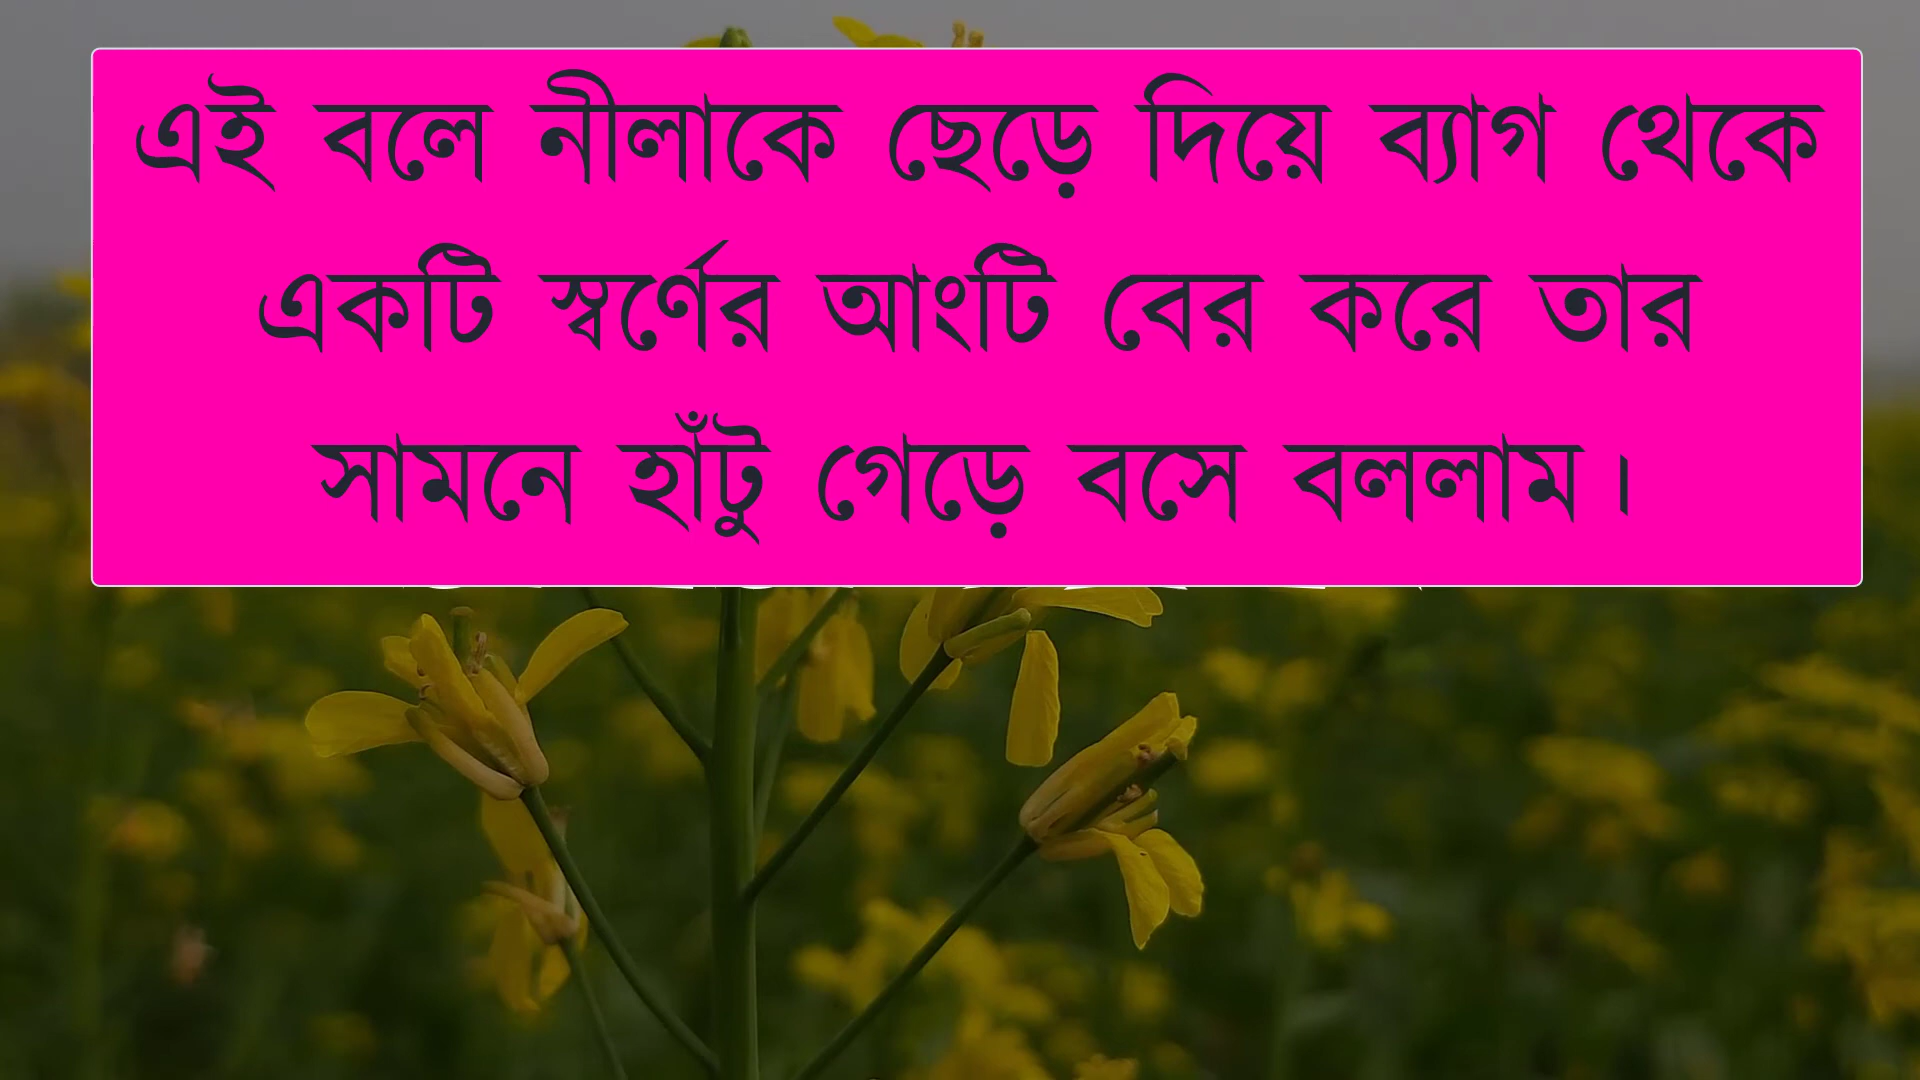 এই বলে নীলাকে ছেড়ে দিয়ে ব্যাগ থেকে
একটি স্বর্ণের আংটি বের করে তার
সামনে হাঁটু গেড়ে বসে বললাম।